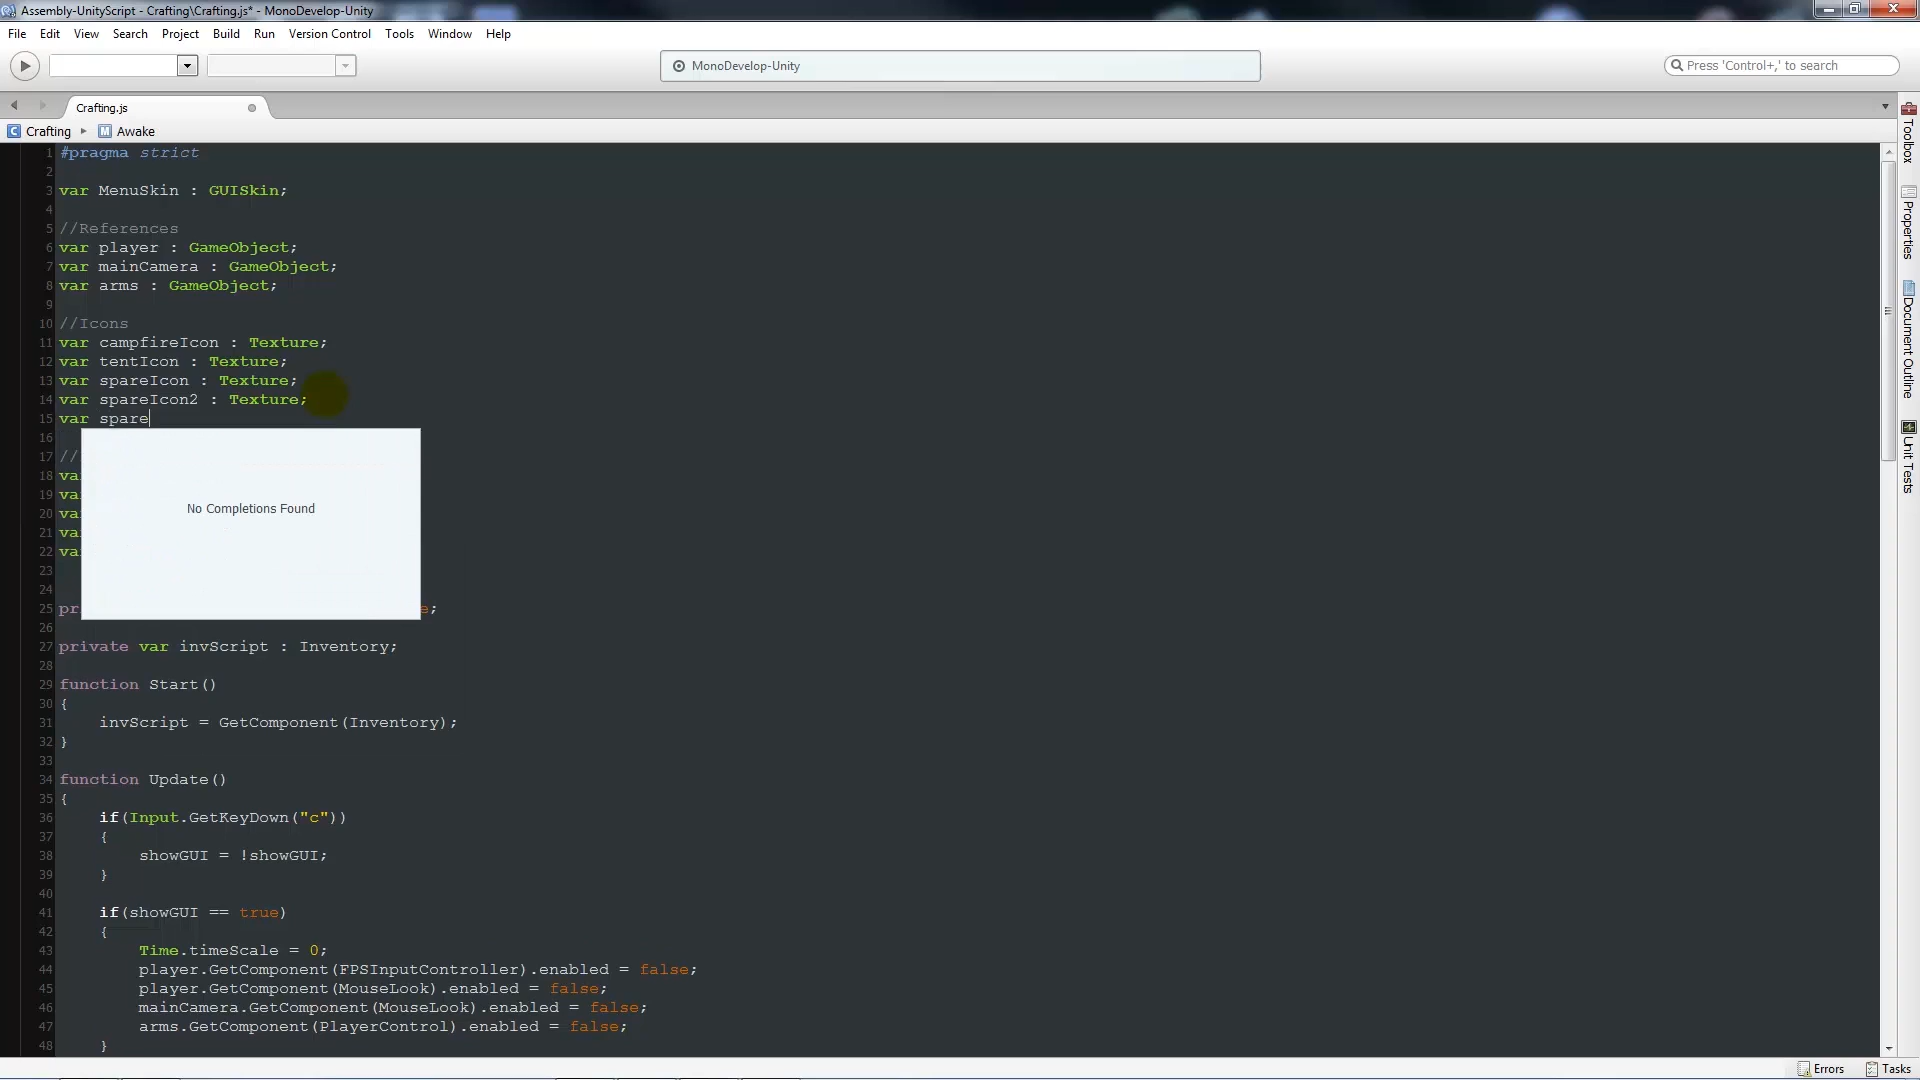 Assembly-UnityScript - Crafting\Crafting.js* - MonoDevelop-Unity
File Edit View Search Project Build Run Version Control Tools Window Help
MonoDevelop-Unity
Press 'Control+,' to search
Crafting.js
Crafting Awake
1 #pragma strict
2
3 var MenuSkin : GUISkin;
4
5 //References
6 var player : GameObject;
7 var mainCamera : GameObject;
8 var arms : GameObject;
9
10 //Icons
11 var campfireIcon : Texture;
12 var tentIcon : Texture;
13 var spareIcon : Texture;
14 var spareIcon2 : Texture;
15 var spare
16
17 //
18 va
19 va
20 va
21 va
22 va
No Completions Found
23
24
25 pr e;
26
27 private var invScript : Inventory;
28
29 function Start()
30 {
31 invScript = GetComponent(Inventory);
32 }
33
34 function Update()
35 {
36 if(Input.GetKeyDown("c"))
37 {
38 showGUI = !showGUI;
39 }
40
41 if(showGUI == true)
42 {
43 Time.timeScale = 0;
44 player.GetComponent(FPSInputController).enabled = false;
45 player.GetComponent(MouseLook).enabled = false;
46 mainCamera.GetComponent(MouseLook).enabled = false;
47 arms.GetComponent(PlayerControl).enabled = false;
48 }
Toolbox
Properties
Document Outline
Unit Tests
Errors Tasks